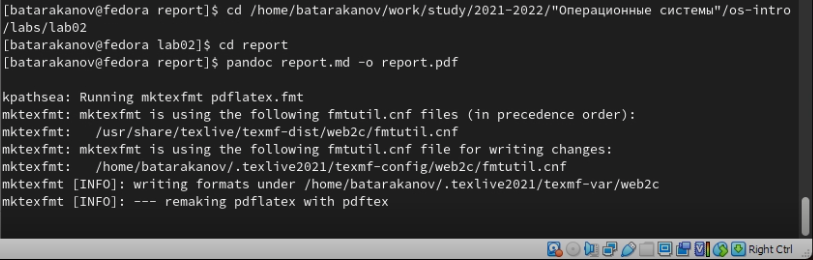 [batarakanov@fedora report]$ cd /home/batarakanov/work/study/2021-2022/"Операционные системы"/os-intro
/labs/lab02
[batarakanov@fedora lab02]$ cd report
[batarakanov@fedora report]$ pandoc report.md -o report.pdf
kpathsea: Running mktexfmt pdflatex.fmt
mktexfmt: mktexfmt is using the following fmtutil.cnf files (in precedence order):
mktexfmt:   /usr/share/texlive/texmf-dist/web2c/fmtutil.cnf
mktexfmt: mktexfmt is using the following fmtutil.cnf file for writing changes:
mktexfmt:   /home/batarakanov/.texlive2021/texmf-config/web2c/fmtutil.cnf
mktexfmt [INFO]: writing formats under /home/batarakanov/.texlive2021/texmf-var/web2c
mktexfmt [INFO]: --- remaking pdflatex with pdftex
Right Ctrl